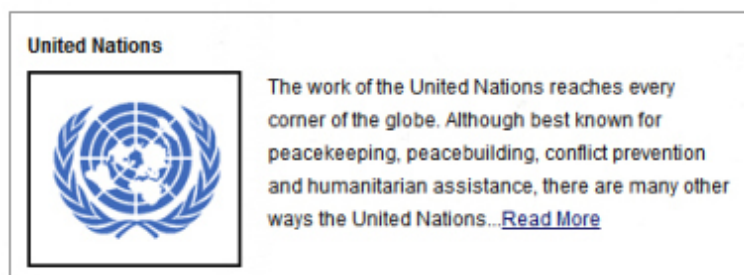 United Nations
The work of the United Nations reaches every
corner of the globe. Although best known for
peacekeeping, peacebuilding, conflict prevention
and humanitarian assistance, there are many other
ways the United Nations...Read More